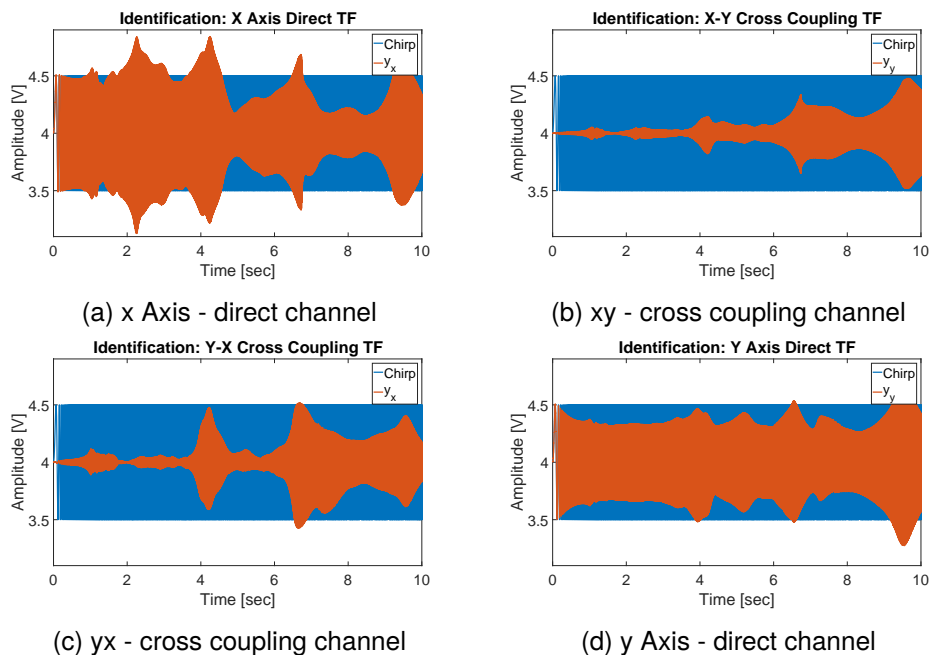 Identification: X Axis Direct TF
Chirp
y_x
Amplitude [V]
4.5
4
3.5
0 2 4 6 8 10
Time [sec]
(a) x Axis - direct channel
Identification: X-Y Cross Coupling TF
Chirp
y_y
Amplitude [V]
4.5
4
3.5
0 2 4 6 8 10
Time [sec]
(b) xy - cross coupling channel
Identification: Y-X Cross Coupling TF
Chirp
y_x
Amplitude [V]
4.5
4
3.5
0 2 4 6 8 10
Time [sec]
(c) yx - cross coupling channel
Identification: Y Axis Direct TF
Chirp
y_y
Amplitude [V]
4.5
4
3.5
0 2 4 6 8 10
Time [sec]
(d) y Axis - direct channel